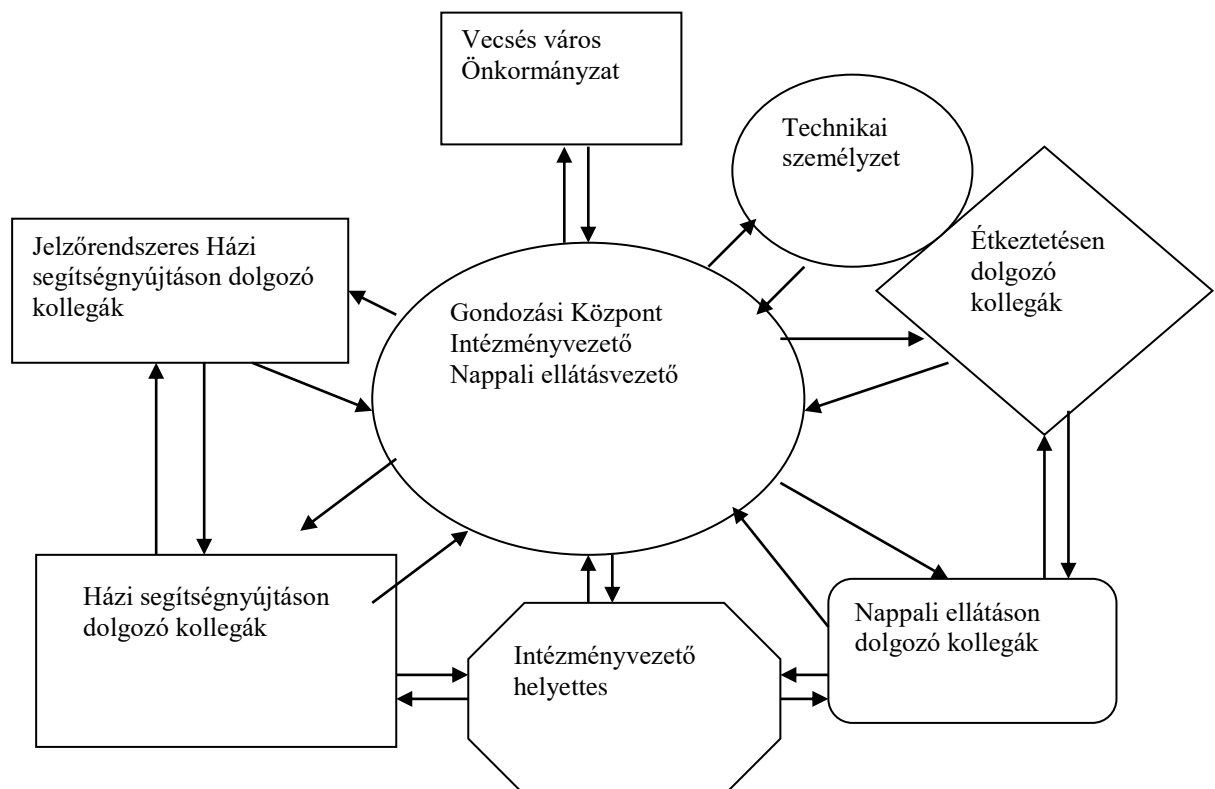 Vecsés város
Önkormányzat
Technikai
személyzet
Jelzőrendszeres Házi
segítségnyújtáson dolgozó
kollegák
Étkeztetésen
dolgozó
kollegák
Gondozási Központ
Intézményvezető
Nappali ellátásvezető
Házi segítségnyújtáson
dolgozó kollegák
Intézményvezető
helyettes
Nappali ellátáson
dolgozó kollegák